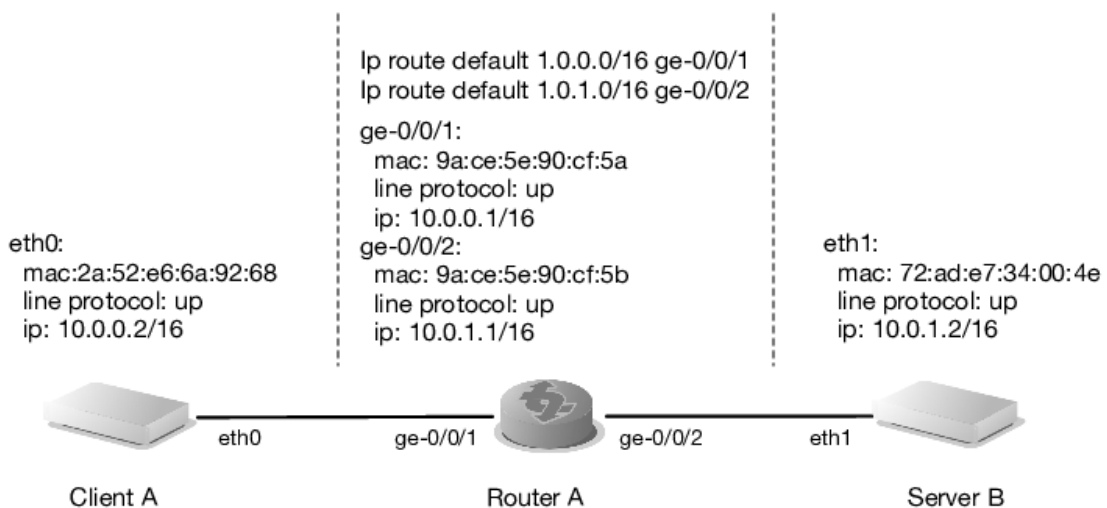 Ip route default 1.0.0.0/16 ge-0/0/1
Ip route default 1.0.1.0/16 ge-0/0/2
ge-0/0/1:
mac: 9a:ce:5e:90:cf:5a
line protocol: up
ip: 10.0.0.1/16
ge-0/0/2:
mac: 9a:ce:5e:90:cf:5b
line protocol: up
ip: 10.0.1.1/16
eth0:
mac:2a:52:e6:6a:92:68
line protocol: up
ip: 10.0.0.2/16
eth1:
mac: 72:ad:e7:34:00:4e
line protocol: up
ip: 10.0.1.2/16
eth0
ge-0/0/1
ge-0/0/2
eth1
Client A
Router A
Server B